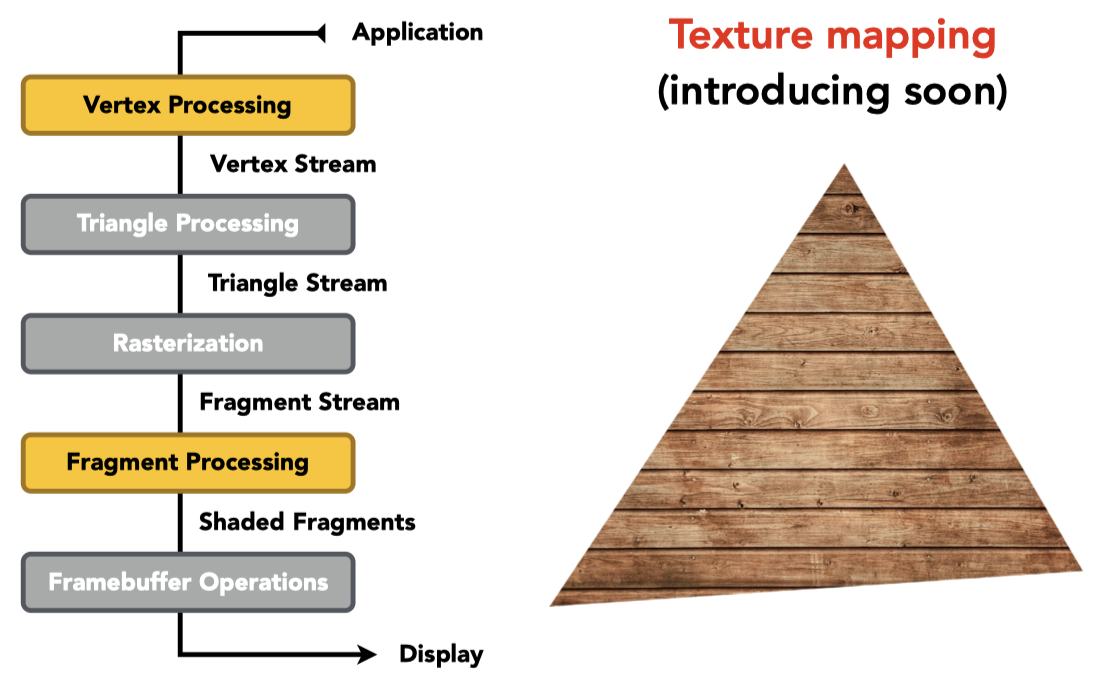 Application
Vertex Processing
Vertex Stream
Triangle Processing
Triangle Stream
Rasterization
Fragment Stream
Fragment Processing
Shaded Fragments
Framebuffer Operations
Display
Texture mapping
(introducing soon)